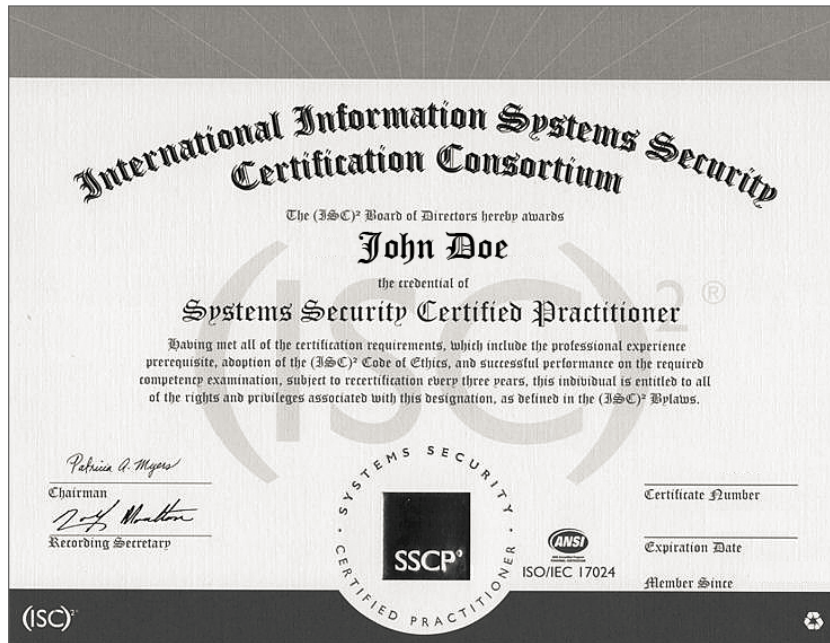 International Information Systems Security
Certification Consortium
The (ISC)² Board of Directors hereby awards
John Doe
the credential of
Systems Security Certified Practitioner
Having met all of the certification requirements, which include the professional experience
prerequisite, adoption of the (ISC)² Code of Ethics, and successful performance on the required
competency examination, subject to recertification every three years, this individual is entitled to all
of the rights and privileges associated with this designation, as defined in the (ISC)² Bylaws.
(ISC)²®
Patricia A. Myers
Chairman
Recording Secretary
SYSTEMS SECURITY
CERTIFIED PRACTITIONER
SSCP®
ANSI
ISO/IEC 17024
Certificate Number
Expiration Date
Member Since
(ISC)²